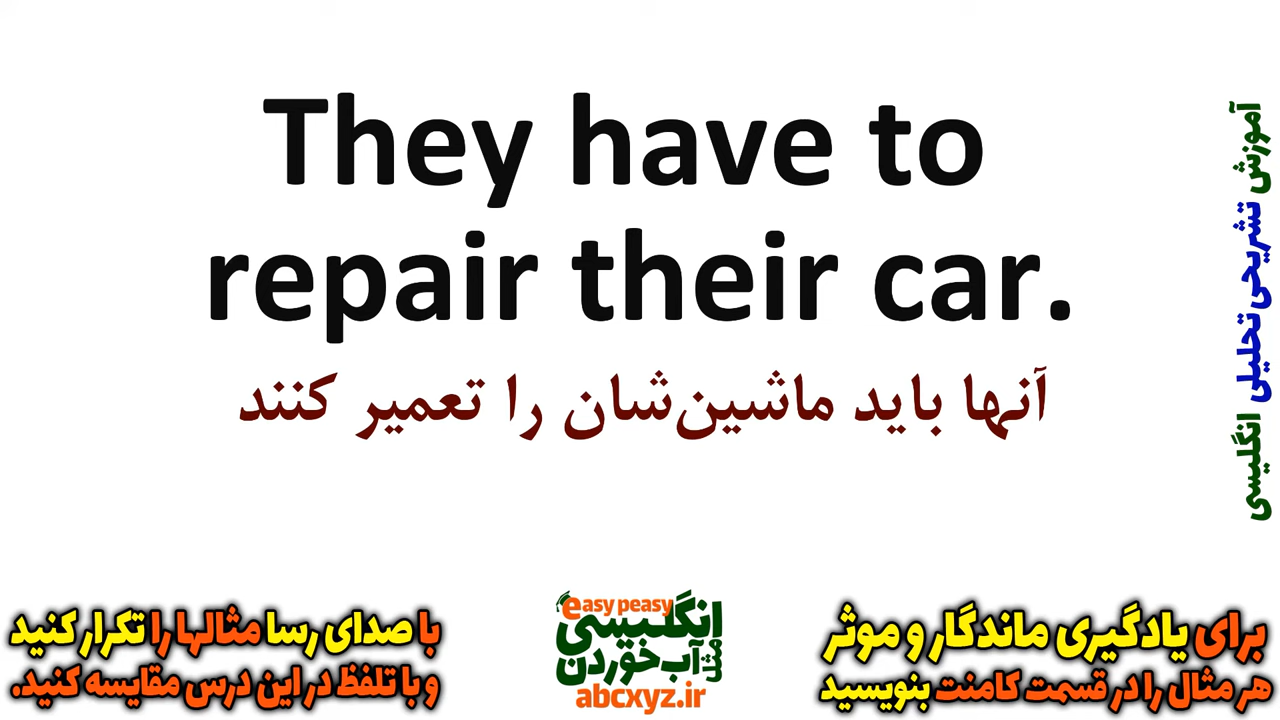 They have to
repair their car.
آنها باید ماشین‌شان را تعمیر کنند
آموزش تشریحی تحلیلی انگلیسی
با صدای رسا مثالها را تکرار کنید
و با تلفظ در این درس مقایسه کنید.
easy peasy
انگلیسی
مثل آب خوردن
abcxyz.ir
برای یادگیری ماندگار و موثر
هر مثال را در قسمت کامنت بنویسید